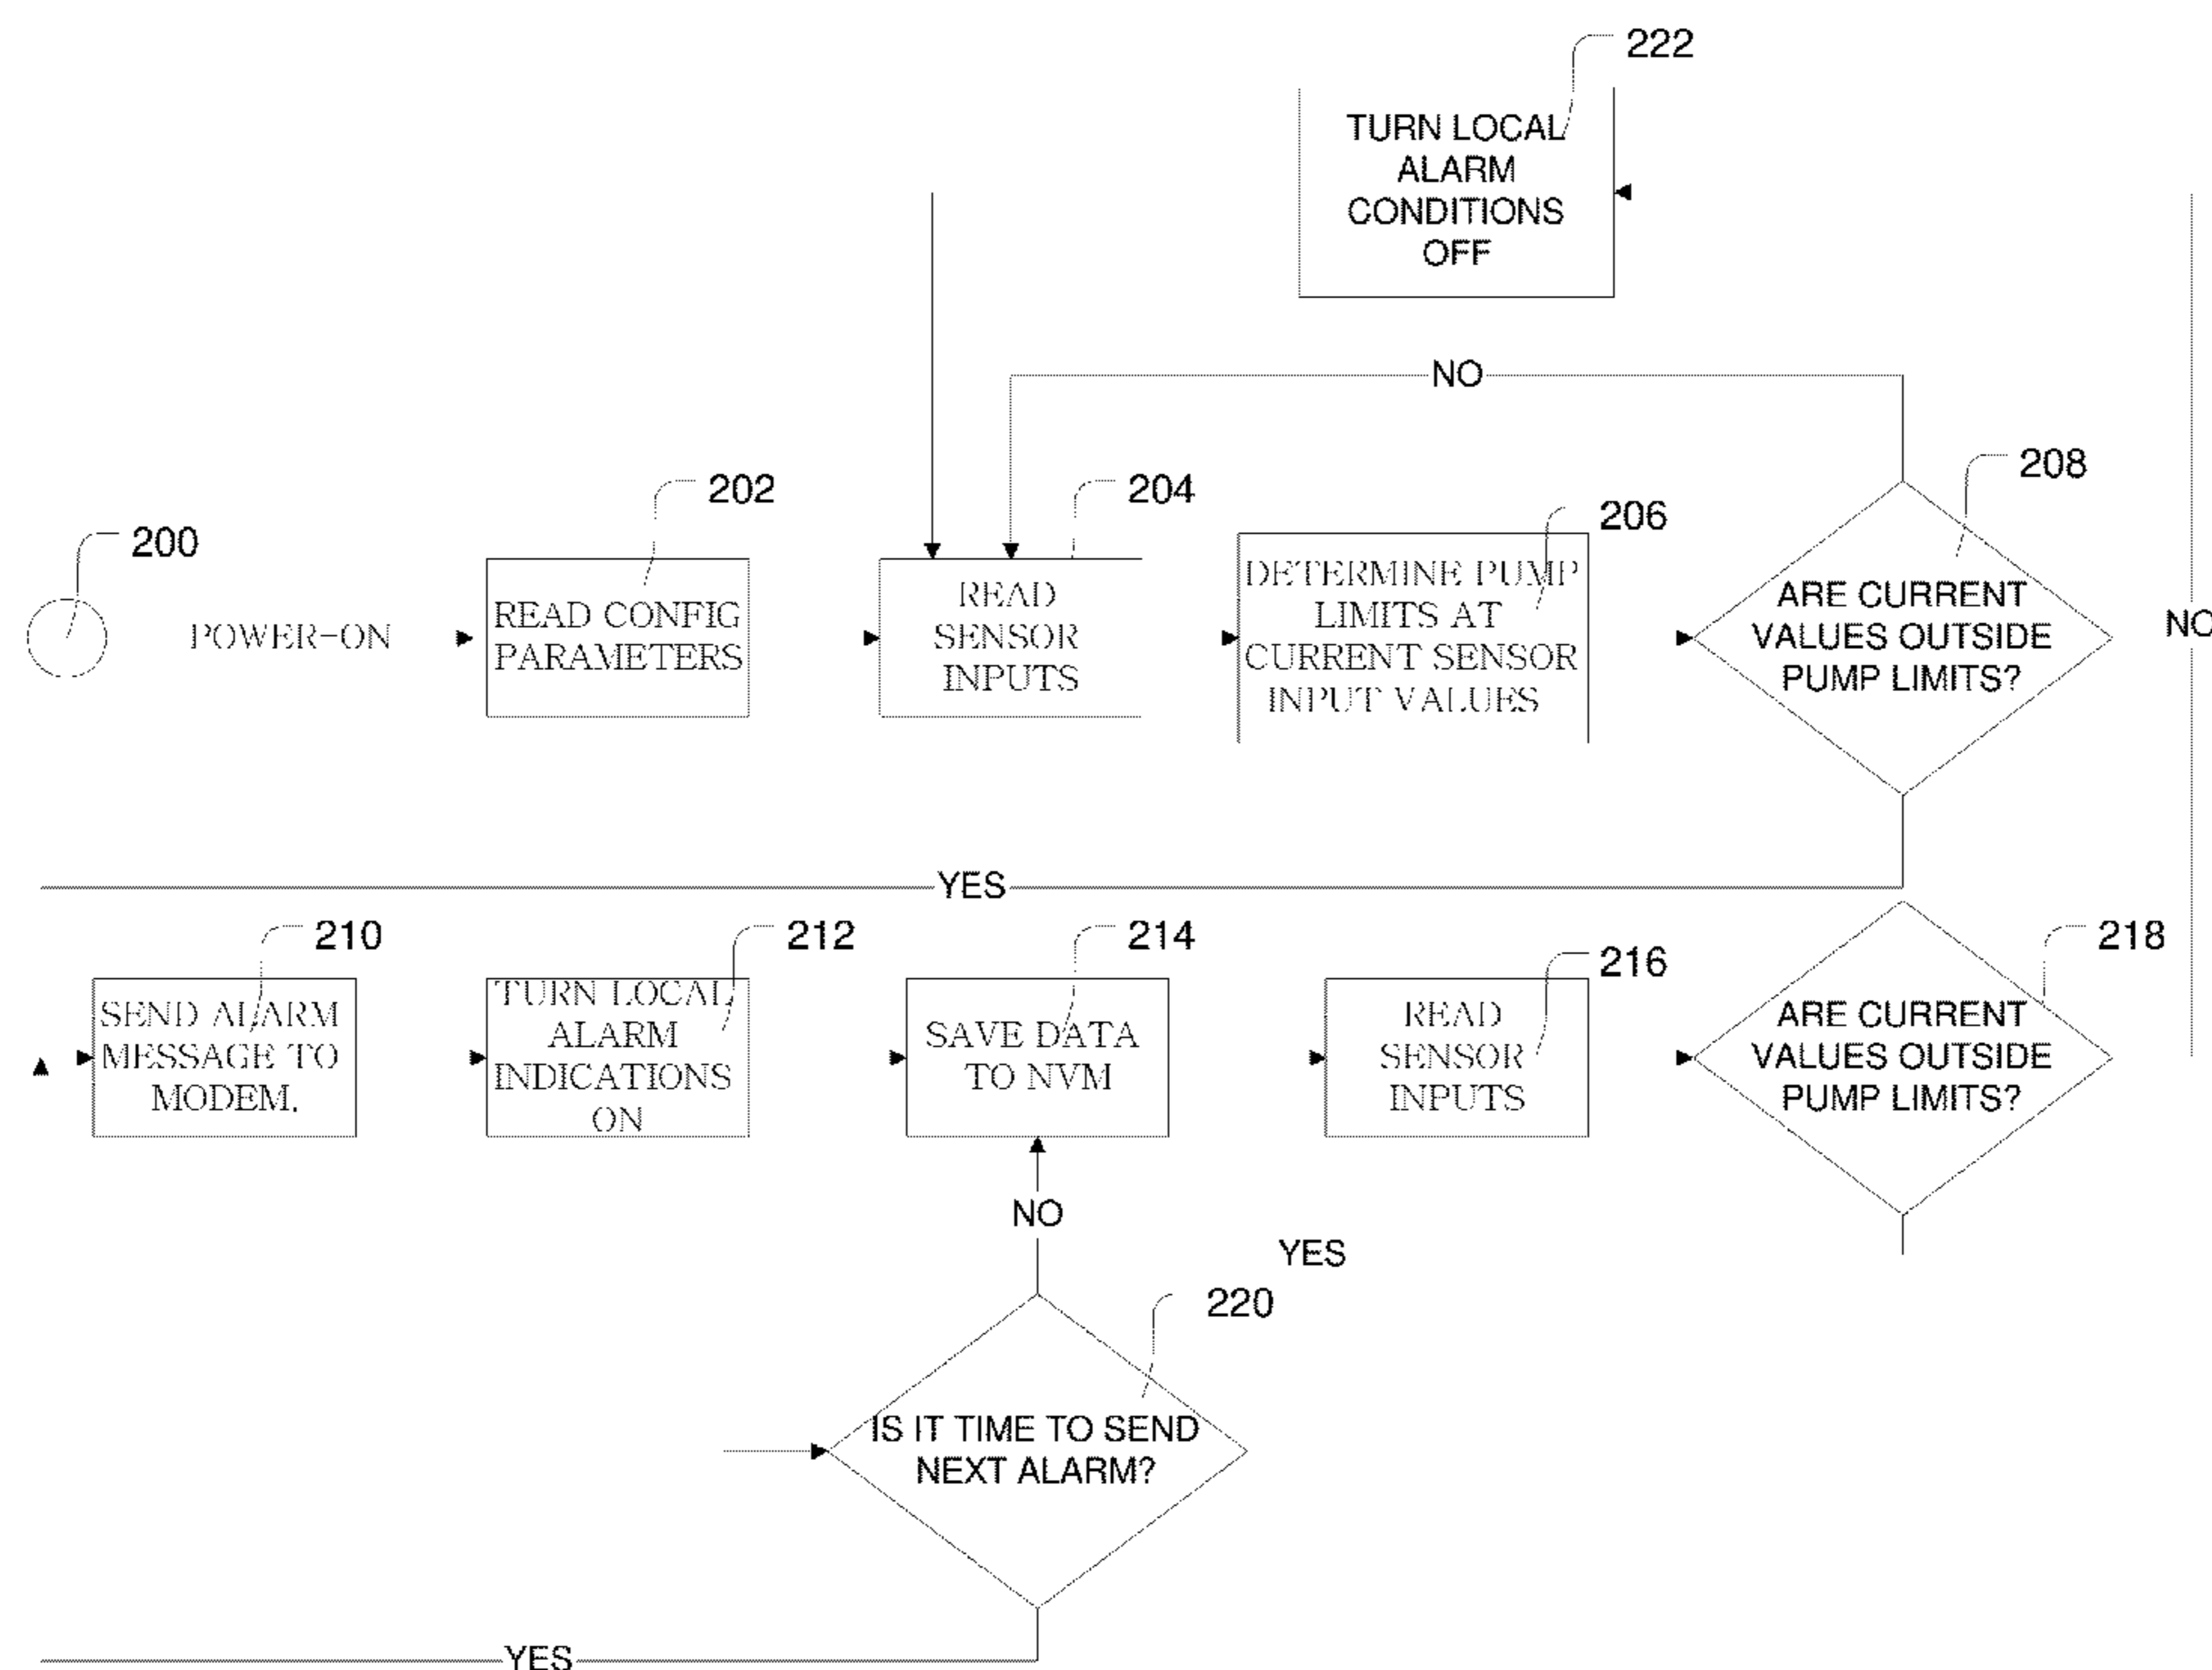 222
TURN LOCAL
ALARM
CONDITIONS
OFF
NO
208
202
204
206
200
POWER-ON
READ CONFIG
PARAMETERS
READ
SENSOR
INPUTS
DETERMINE PUMP
LIMITS AT
CURRENT SENSOR
INPUT VALUES
ARE CURRENT
VALUES OUTSIDE
PUMP LIMITS?
NO
YES
210
212
214
216
218
SEND ALARM
MESSAGE TO
MODEM.
TURN LOCAL
ALARM
INDICATIONS
ON
SAVE DATA
TO NVM
READ
SENSOR
INPUTS
ARE CURRENT
VALUES OUTSIDE
PUMP LIMITS?
NO
YES
220
IS IT TIME TO SEND
NEXT ALARM?
YES